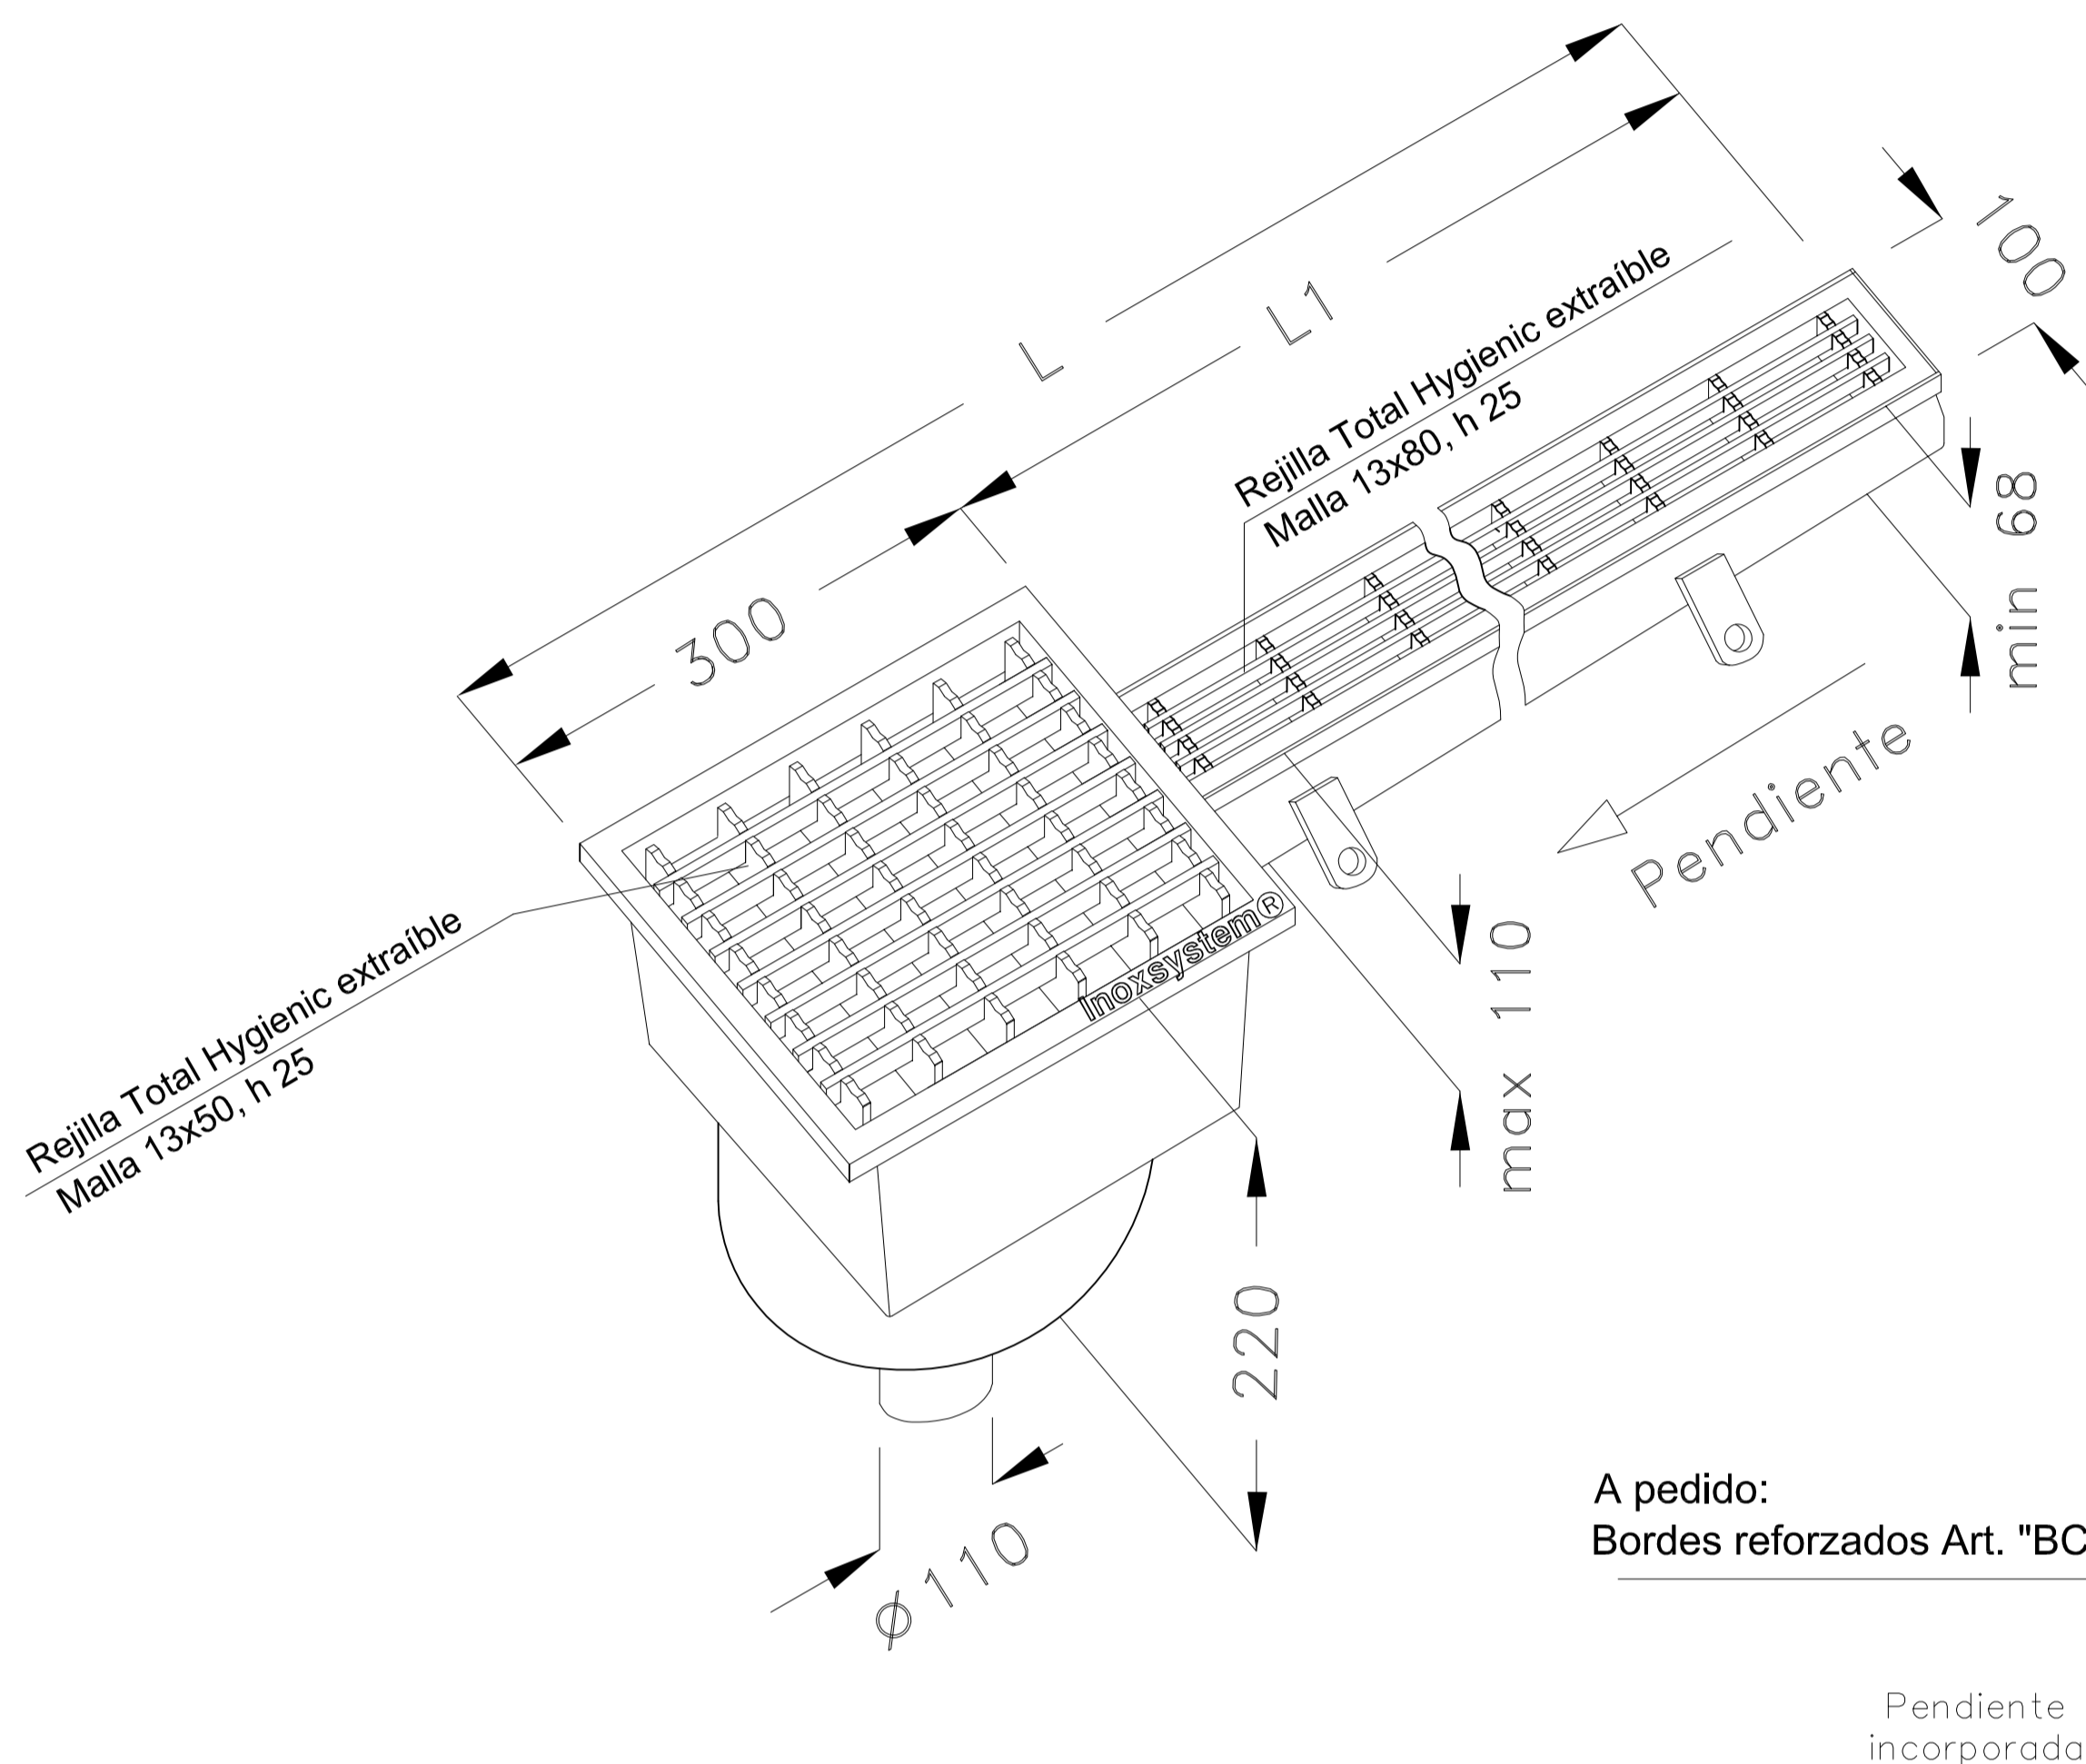 L
L1
100
300
Rejilla Total Hygienic extraíble
Malla 13x80, h 25
min 68
Pendiente
Rejilla Total Hygienic extraíble
Malla 13x50, h 25
Inoxsystem®
max 110
220
Ø110
A pedido:
Bordes reforzados Art. "BC
Pendiente
incorporada